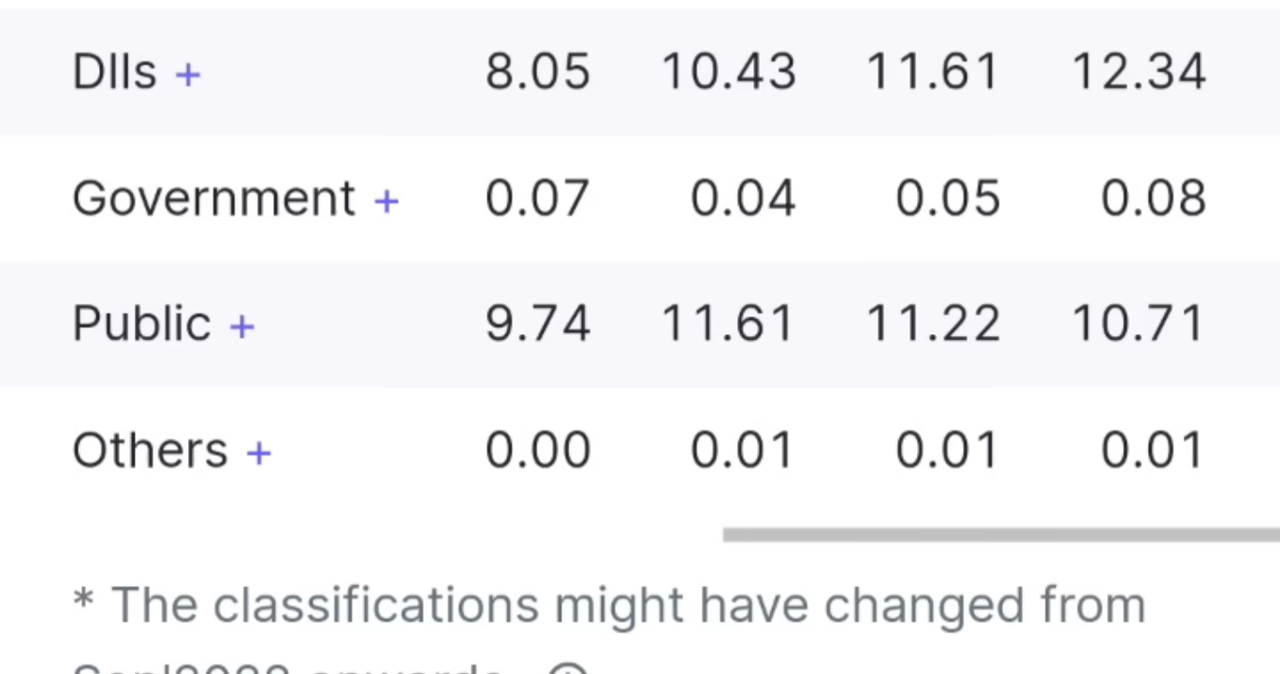 DIIs + 8.05 10.43 11.61 12.34
Government + 0.07 0.04 0.05 0.08
Public + 9.74 11.61 11.22 10.71
Others + 0.00 0.01 0.01 0.01
* The classifications might have changed from